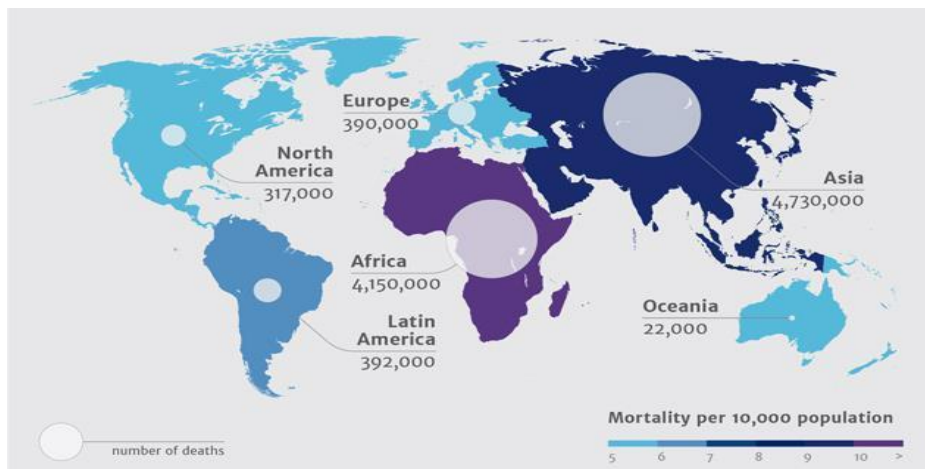 Europe
390,000
North
America
317,000
Asia
4,730,000
Africa
4,150,000
Latin
America
392,000
Oceania
22,000
Mortality per 10,000 population
5 6 7 8 9 10 >
number of deaths